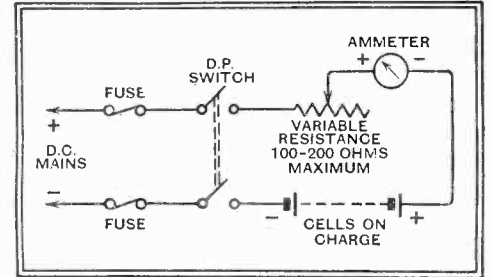 AMMETER
+ −
D.P.
SWITCH
FUSE
+
D.C.
MAINS
−
VARIABLE
RESISTANCE
100-200 OHMS
MAXIMUM
FUSE
− +
CELLS ON
CHARGE